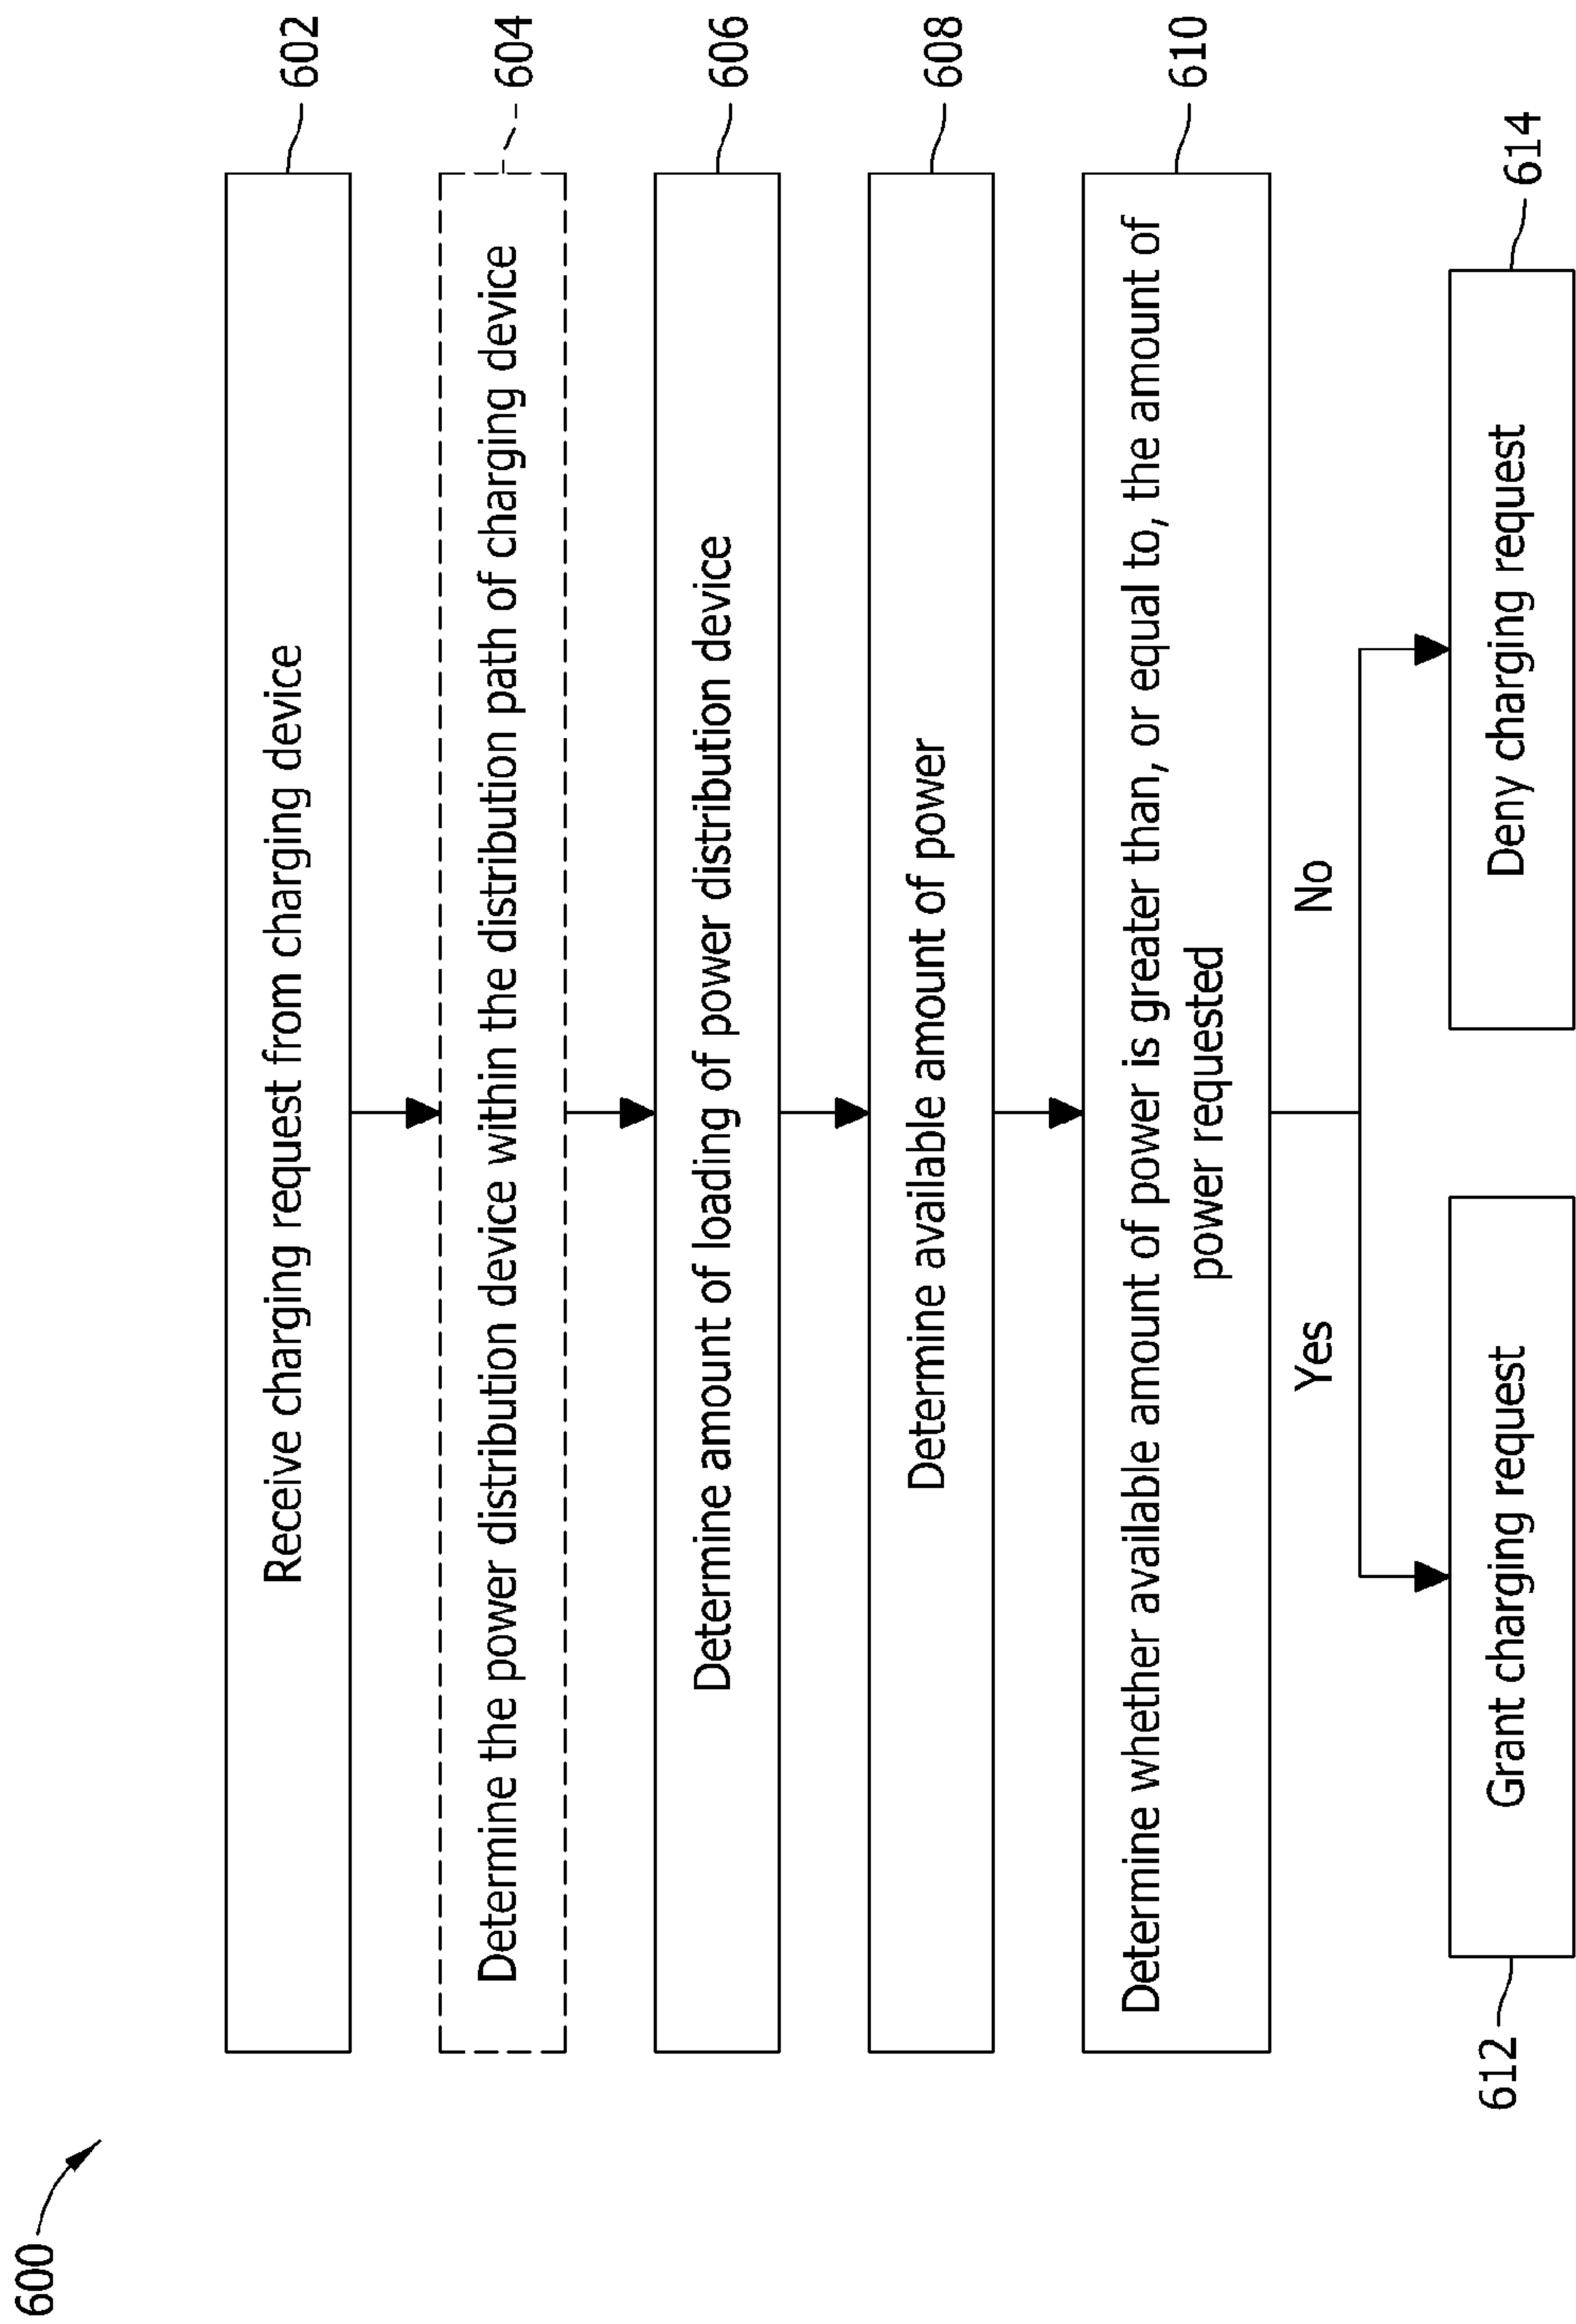 600
Receive charging request from charging device
602
Determine the power distribution device within the distribution path of charging device
604
Determine amount of loading of power distribution device
606
Determine available amount of power
608
Determine whether available amount of power is greater than, or equal to, the amount of
power requested
610
Yes
No
612
Grant charging request
Deny charging request
614